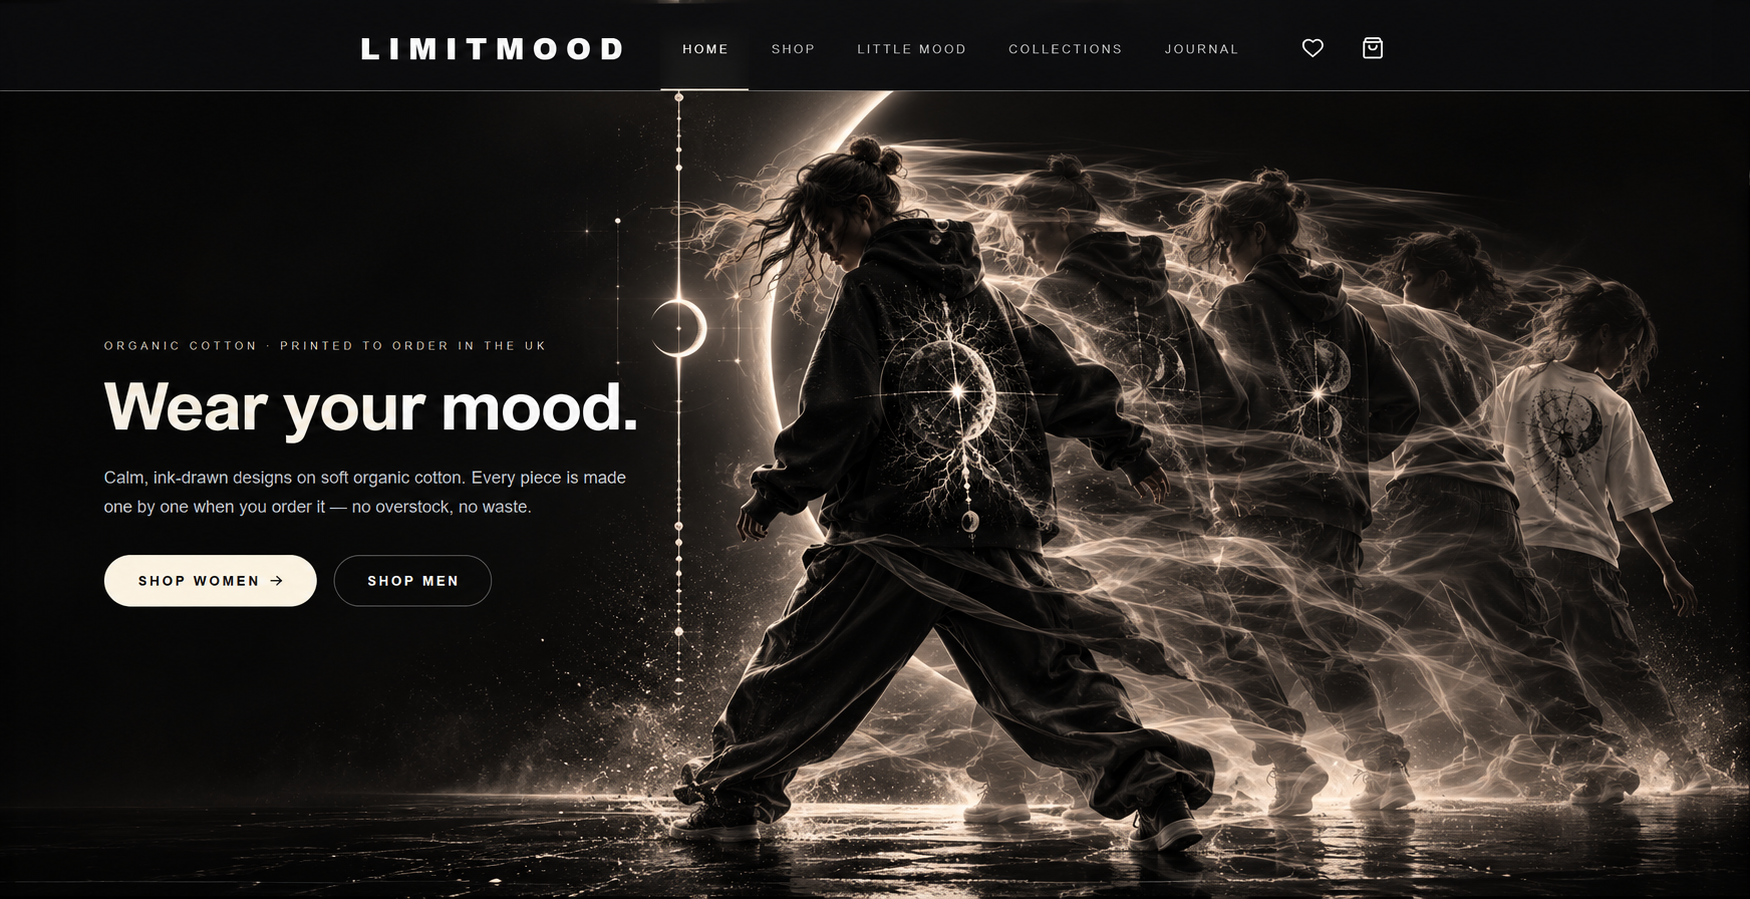 LIMITMOOD
HOME
SHOP
LITTLE MOOD
COLLECTIONS
JOURNAL
ORGANIC COTTON · PRINTED TO ORDER IN THE UK
Wear your mood.
Calm, ink-drawn designs on soft organic cotton. Every piece is made
one by one when you order it — no overstock, no waste.
SHOP WOMEN →
SHOP MEN